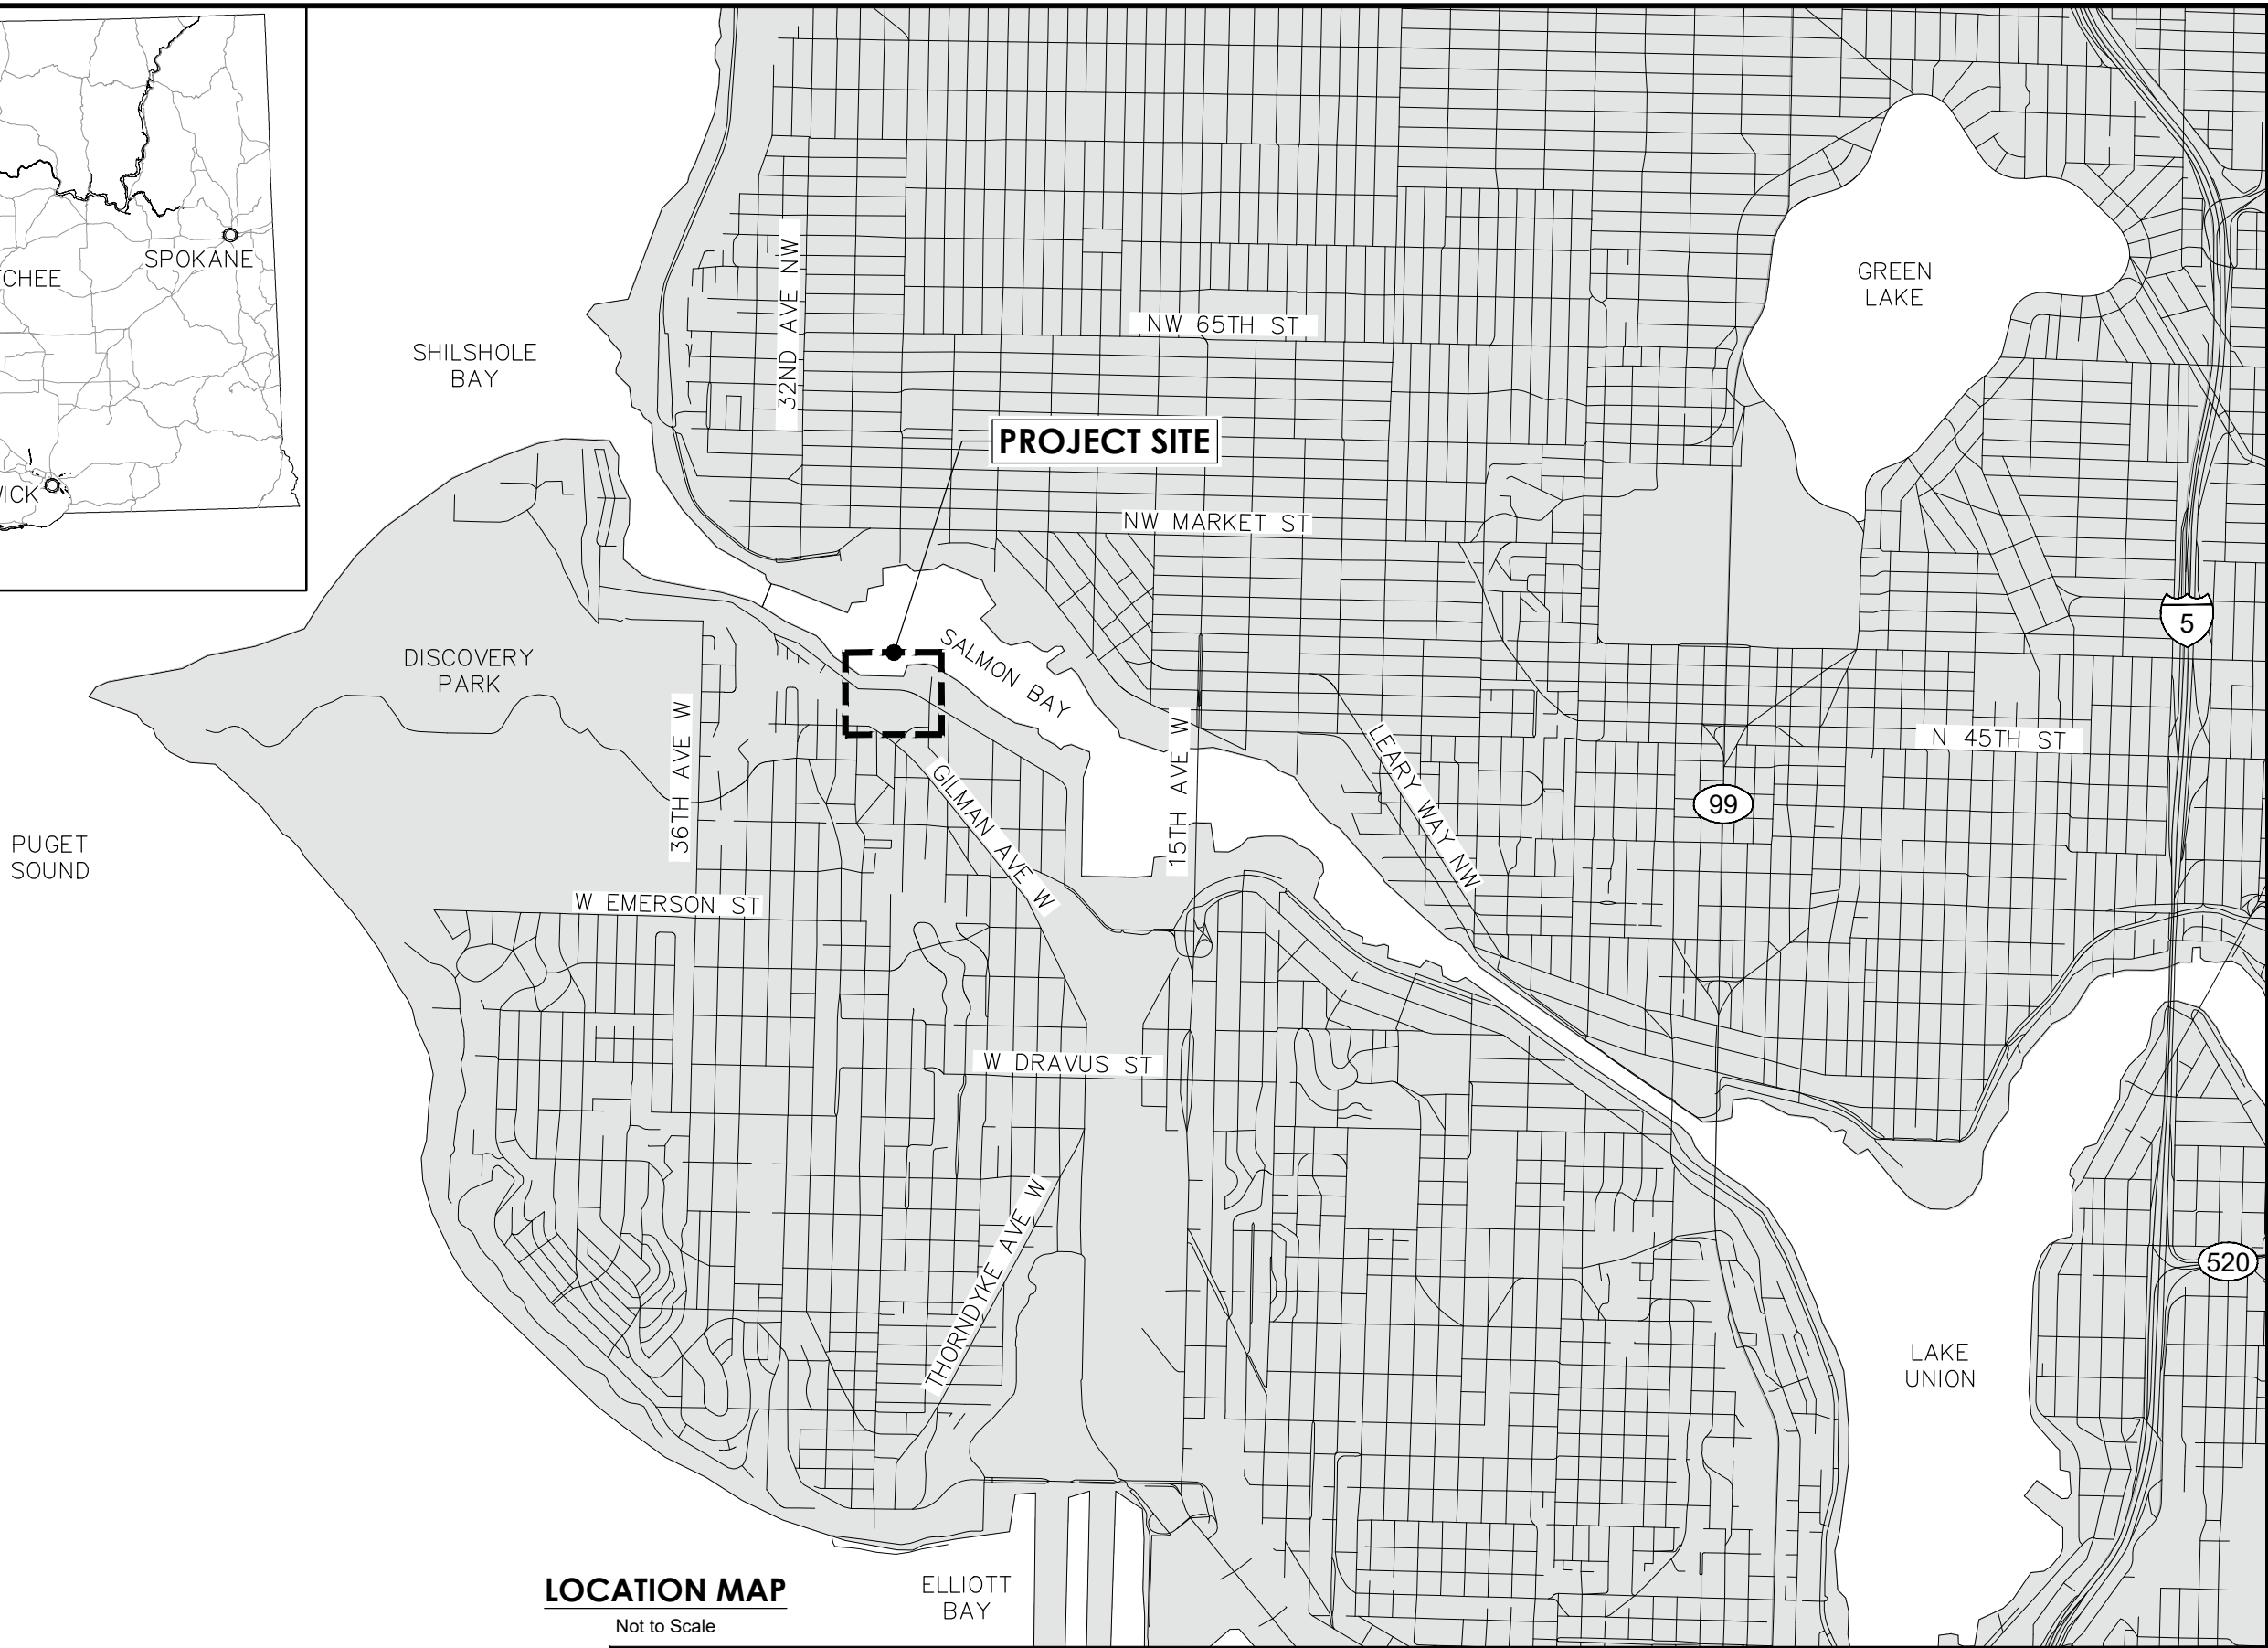 SPOKANE
TCHEE
WICK
SHILSHOLE
BAY
32ND AVE NW
NW 65TH ST
GREEN
LAKE
PROJECT SITE
NW MARKET ST
5
DISCOVERY
PARK
SALMON BAY
36TH AVE W
15TH AVE W
LEARY WAY NW
N 45TH ST
99
GILMAN AVE W
PUGET
SOUND
W EMERSON ST
W DRAVUS ST
THORNDYKE AVE W
520
LAKE
UNION
ELLIOTT
BAY
LOCATION MAP
Not to Scale